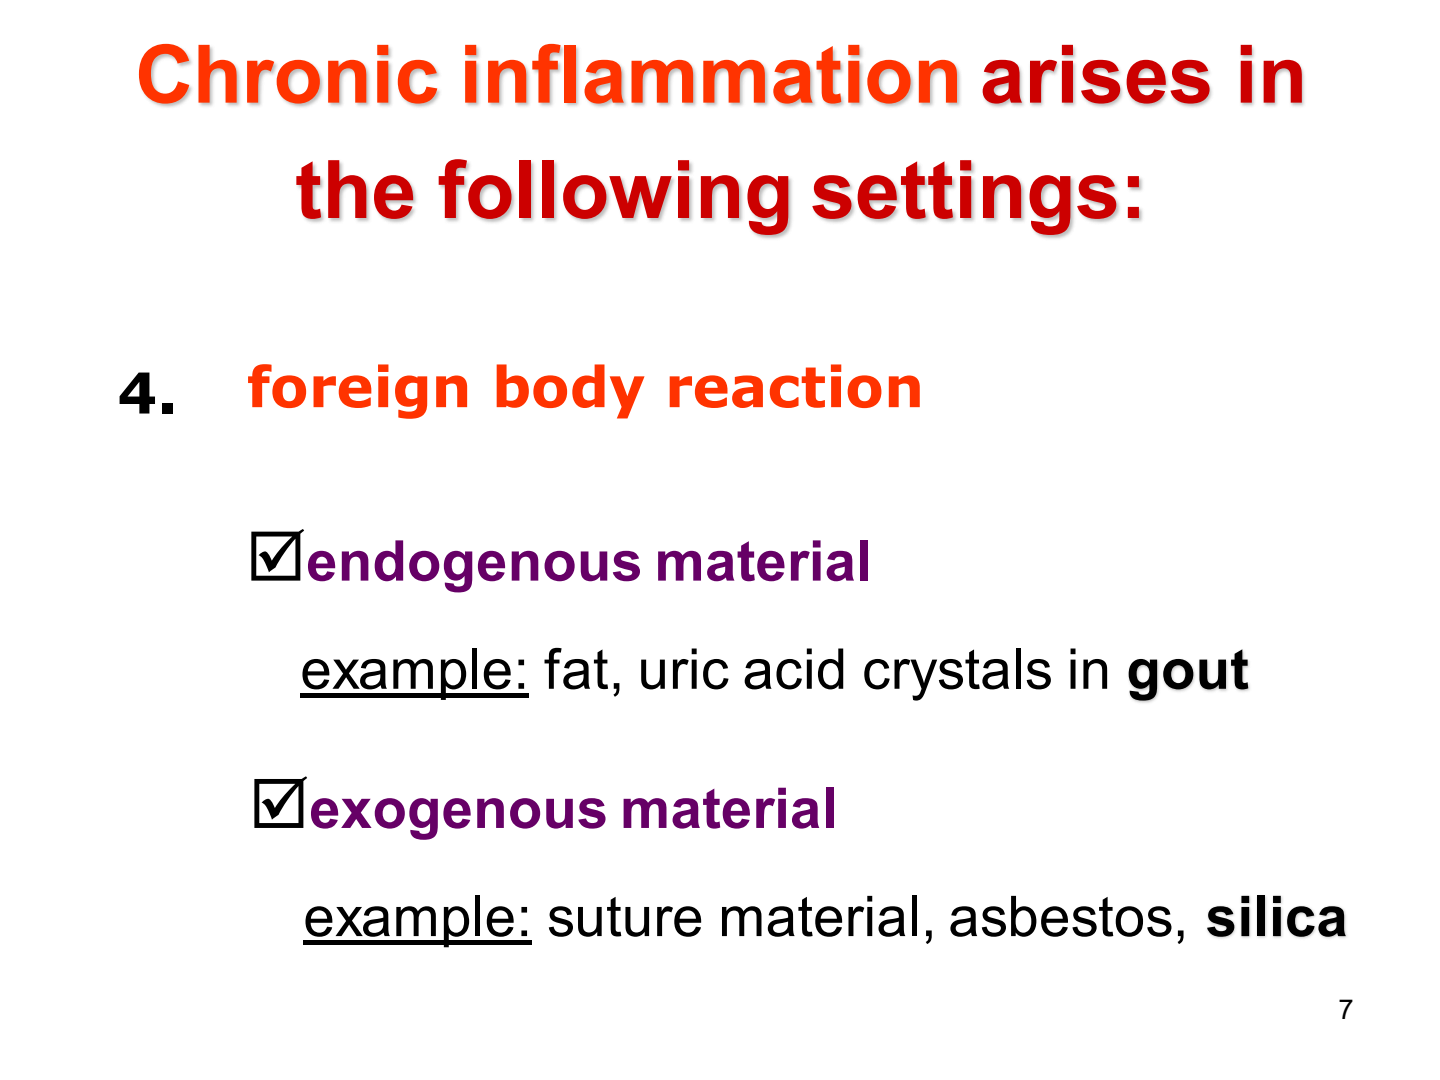 Chronic inflammation arises in
the following settings:
4. foreign body reaction
☑endogenous material
example: fat, uric acid crystals in gout
☑exogenous material
example: suture material, asbestos, silica
7